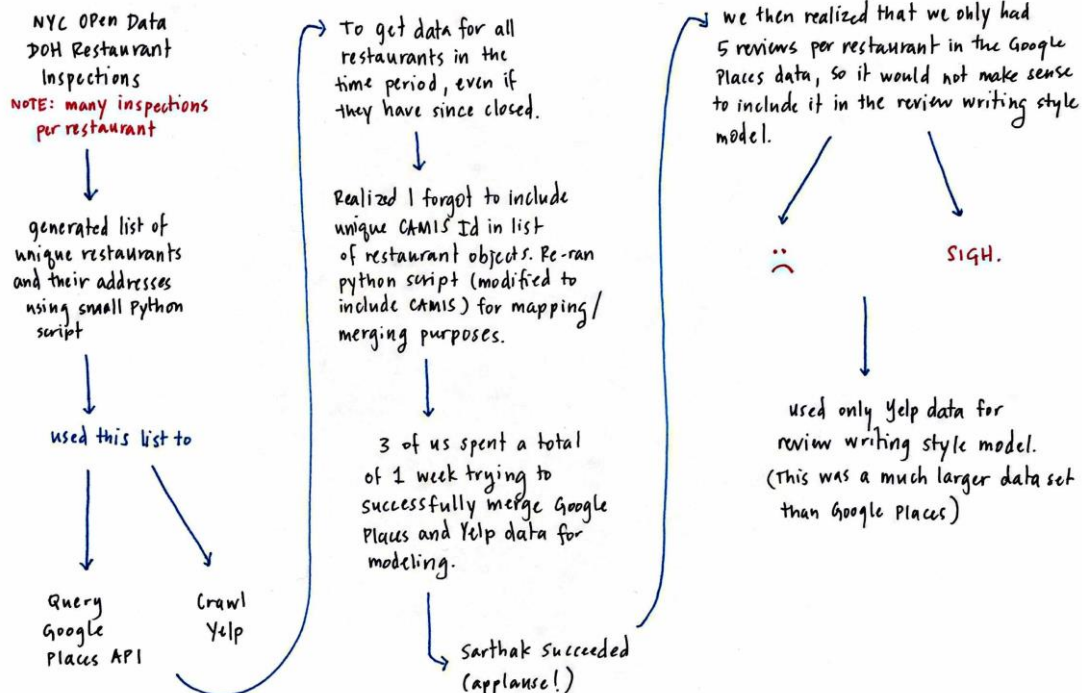 NYC OPen Data
DOH Restaurant
Inspections
NOTE: many inspections
per restaurant
generated list of
unique restaurants
and their addresses
using small Python
script
used this list to
Query
Google
Places API
Crawl
Yelp
To get data for all
restaurants in the
time period, even if
they have since closed.
Realized I forgot to include
unique CAMIS Id in list
of restaurant objects. Re-ran
python script (modified to
include CAMIS) for mapping/
merging purposes.
3 of us spent a total
of 1 week trying to
successfully merge Google
Places and Yelp data for
modeling.
Sarthak succeeded
(applause!)
we then realized that we only had
5 reviews per restaurant in the Google
Places data, so it would not make sense
to include it in the review writing style
model.
SIGH.
used only Yelp data for
review writing style model.
(This was a much larger data set
than Google Places)